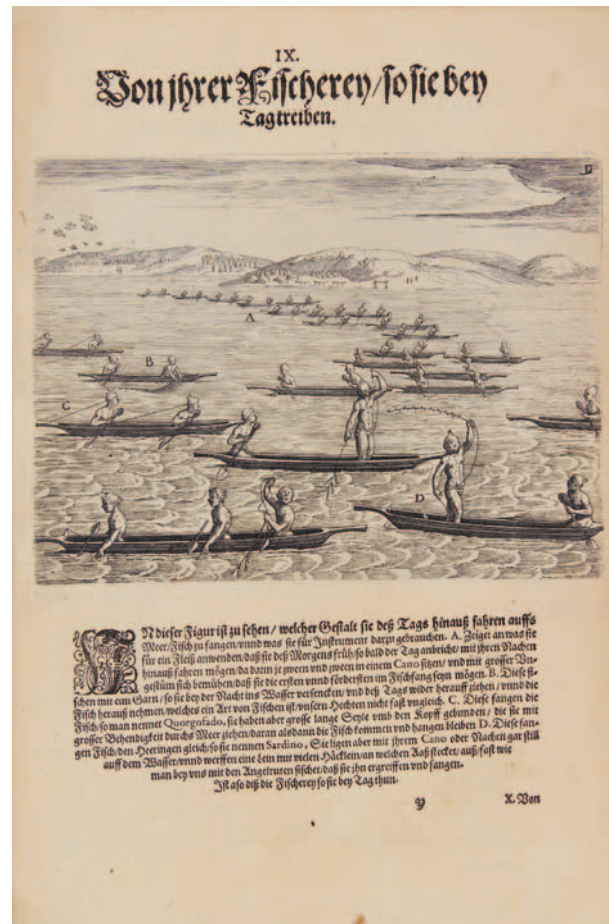 IX.
Von jhrer Fischerey/so sie bey
Tag treiben.
A
B
C
D
IN dieser Figur ist zu sehen/ welcher Gestalt sie deß Tags hinauß fahren auffs
Meer/Fisch zu fangen/vnnd was sie für Instrument darzu gebrauchen. A. Zeiget an was sie
für ein Fleiß anwenden/daß sie deß Morgens früh/so bald der Tag anbricht/mit jhren Nachen
hinauß fahren mögen/da dann je zween vnd zween in einem Cano sitzen/ vnd mit grosser Vn-
gestüm sich bemühen/daß sie die ersten vnnd fördersten im Fischfang seyn mögen. B. Diese fi-
schen mit eim Garn/ so sie bey der Nacht ins Wasser versencken/vnd deß Tags wider herauff ziehen/vnnd die
Fisch herauß nehmen/welches ein Art von Fischen ist/vnsern Hechten nicht fast vngleich. C. Diese fangen die
Fisch/so man nennet Quorgofado, sie haben aber grosse lange Seyle vmb den Kopff gebunden/ die sie mit
grosser Behendigkeit durchs Meer ziehen/daran alsdann die Fisch kommen vnd hangen bleiben D. Diese fan-
gen Fisch/den Heeringen gleich/so sie nennen Sardino, Sie ligen aber mit jhrem Cano oder Nachen gar still
auff dem Wasser/vnnd werffen eine Lein mit vielen Häcklein/an welchen Aaß stecket/auß/fast wie
man bey vns mit den Angelruten fischet/daß sie jhn ergreiffen vnd fangen.
Ist also diß die Fischerey so sie bey Tag thun.
X. Von